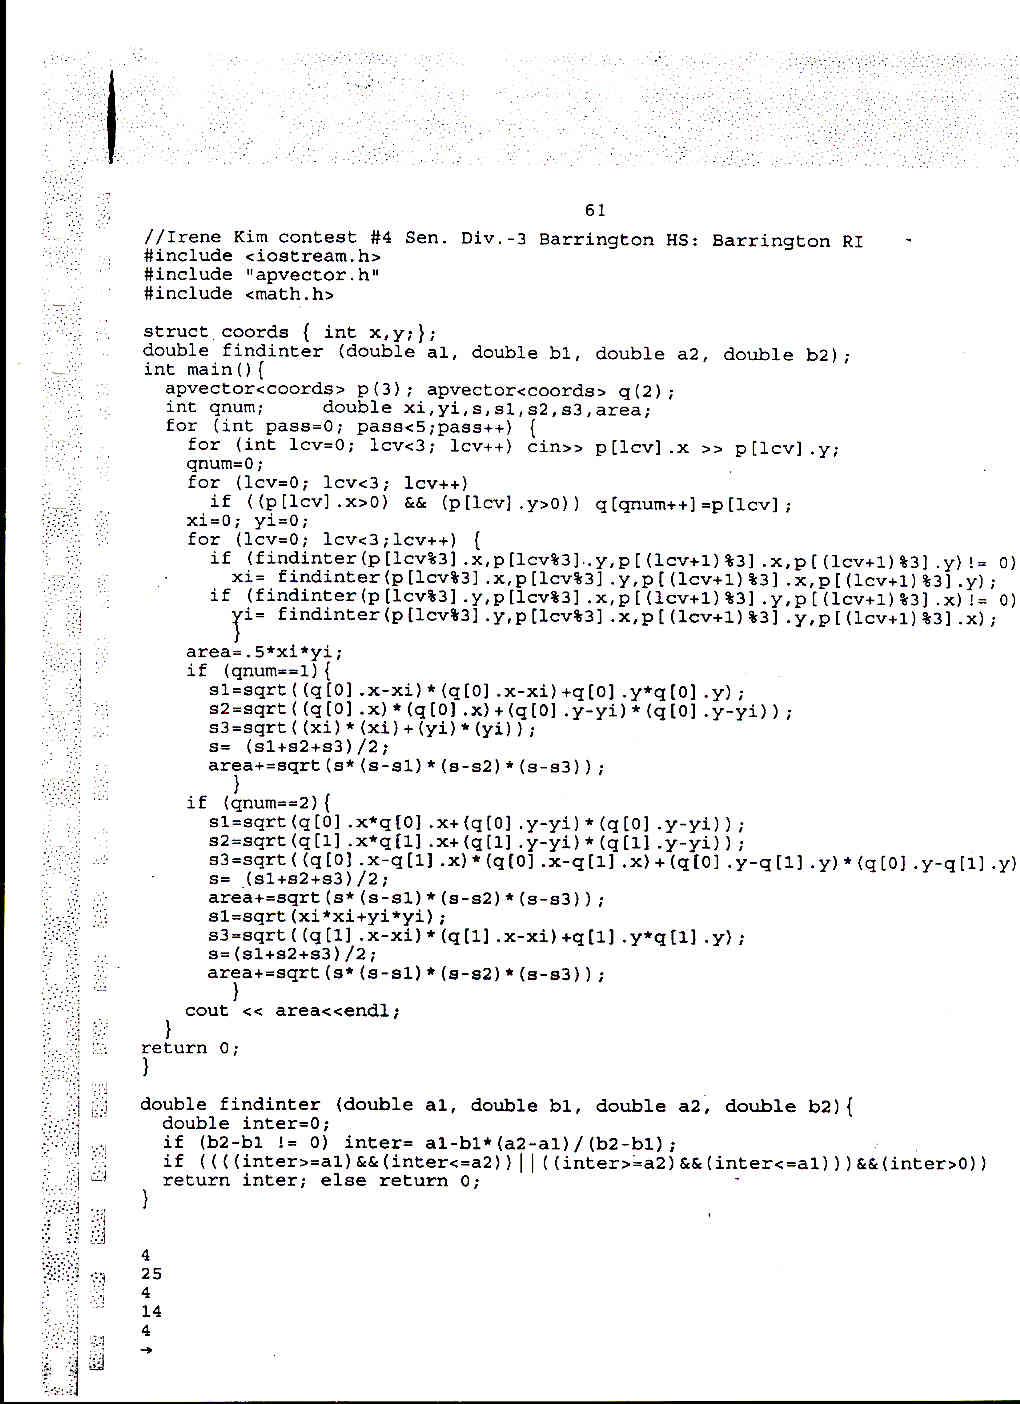 61
//Irene Kim contest #4 Sen. Div.-3 Barrington HS: Barrington RI
#include <iostream.h>
#include "apvector.h"
#include <math.h>
struct coords { int x,y;};
double findinter (double a1, double b1, double a2, double b2);
int main(){
apvector<coords> p(3); apvector<coords> q(2);
int qnum; double xi,yi,s,s1,s2,s3,area;
for (int pass=0; pass<5;pass++) {
for (int lcv=0; lcv<3; lcv++) cin>> p[lcv].x >> p[lcv].y;
qnum=0;
for (lcv=0; lcv<3; lcv++)
if ((p[lcv].x>0) && (p[lcv].y>0)) q[qnum++]=p[lcv];
xi=0; yi=0;
for (lcv=0; lcv<3;lcv++) {
if (findinter(p[lcv%3].x,p[lcv%3].y,p[(lcv+1)%3].x,p[(lcv+1)%3].y)!= 0)
xi= findinter(p[lcv%3].x,p[lcv%3].y,p[(lcv+1)%3].x,p[(lcv+1)%3].y);
if (findinter(p[lcv%3].y,p[lcv%3].x,p[(lcv+1)%3].y,p[(lcv+1)%3].x)!= 0)
yi= findinter(p[lcv%3].y,p[lcv%3].x,p[(lcv+1)%3].y,p[(lcv+1)%3].x);
}
area=.5*xi*yi;
if (qnum==1){
s1=sqrt((q[0].x-xi)*(q[0].x-xi)+q[0].y*q[0].y);
s2=sqrt((q[0].x)*(q[0].x)+(q[0].y-yi)*(q[0].y-yi));
s3=sqrt((xi)*(xi)+(yi)*(yi));
s= (s1+s2+s3)/2;
area+=sqrt(s*(s-s1)*(s-s2)*(s-s3));
}
if (qnum==2){
s1=sqrt(q[0].x*q[0].x+(q[0].y-yi)*(q[0].y-yi));
s2=sqrt(q[1].x*q[1].x+(q[1].y-yi)*(q[1].y-yi));
s3=sqrt((q[0].x-q[1].x)*(q[0].x-q[1].x)+(q[0].y-q[1].y)*(q[0].y-q[1].y)
s= (s1+s2+s3)/2;
area+=sqrt(s*(s-s1)*(s-s2)*(s-s3));
s1=sqrt(xi*xi+yi*yi);
s3=sqrt((q[1].x-xi)*(q[1].x-xi)+q[1].y*q[1].y);
s=(s1+s2+s3)/2;
area+=sqrt(s*(s-s1)*(s-s2)*(s-s3));
}
cout << area<<endl;
}
return 0;
}
double findinter (double a1, double b1, double a2, double b2){
double inter=0;
if (b2-b1 != 0) inter= a1-b1*(a2-a1)/(b2-b1);
if ((((inter>=a1)&&(inter<=a2))||((inter>=a2)&&(inter<=a1)))&&(inter>0))
return inter; else return 0;
}
4
25
4
14
4
→